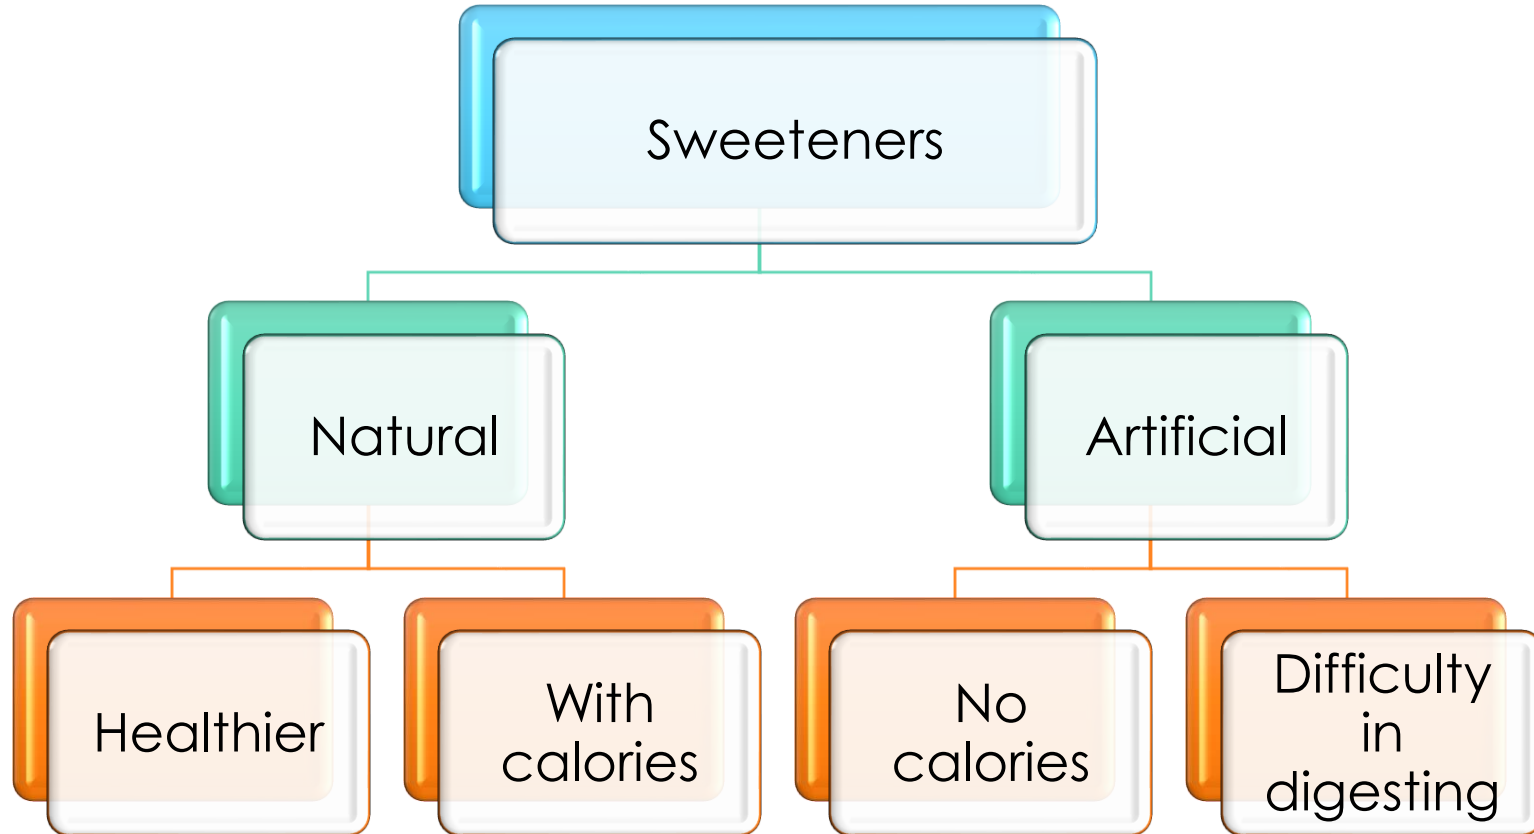 Sweeteners
Natural
Artificial
Healthier
With
calories
No
calories
Difficulty
in
digesting